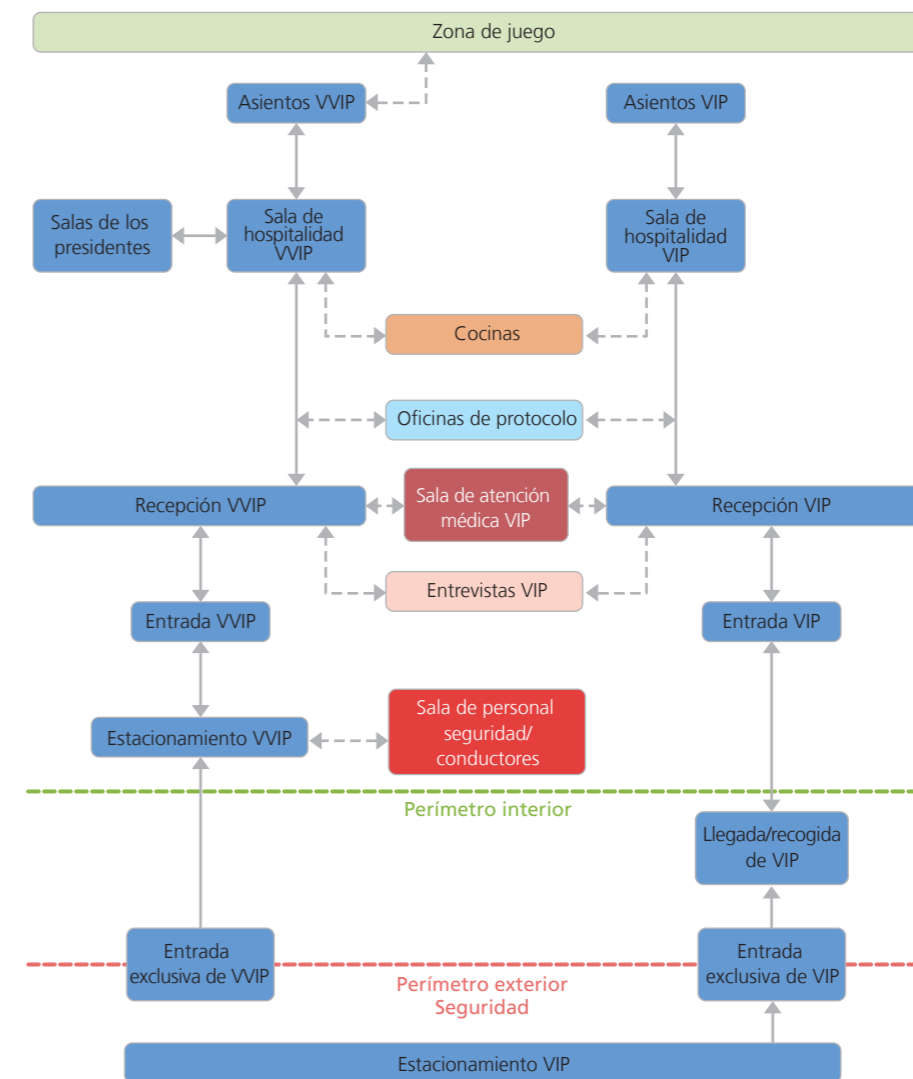 Zona de juego
Asientos VVIP
Asientos VIP
Salas de los
presidentes
Sala de
hospitalidad
VVIP
Sala de
hospitalidad
VIP
Cocinas
Oficinas de protocolo
Recepción VVIP
Sala de atención
médica VIP
Recepción VIP
Entrevistas VIP
Entrada VVIP
Entrada VIP
Estacionamiento VVIP
Sala de personal
seguridad/
conductores
Perímetro interior
Llegada/recogida
de VIP
Entrada
exclusiva de VVIP
Entrada
exclusiva de VIP
Perímetro exterior
Seguridad
Estacionamiento VIP